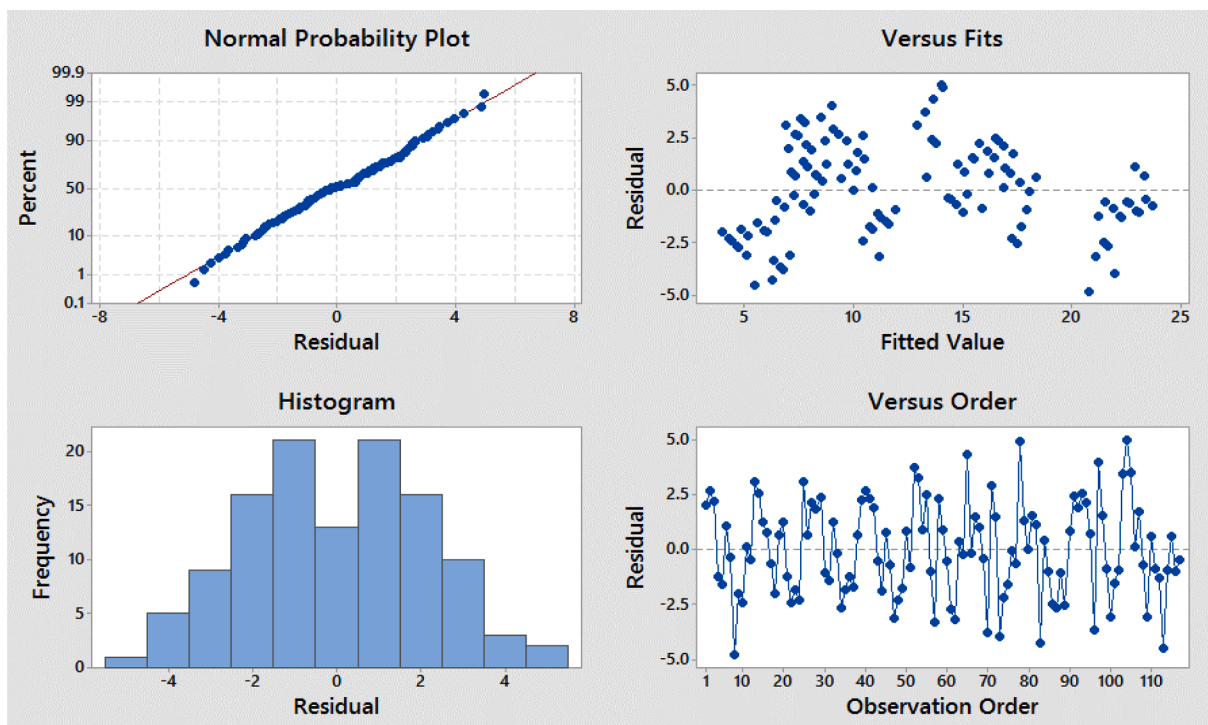 Normal Probability Plot
99.9
99
90
50
10
1
0.1
Percent
-8 -4 0 4 8
Residual
Versus Fits
5.0
2.5
0.0
-2.5
-5.0
Residual
5 10 15 20 25
Fitted Value
Histogram
20
15
10
5
0
Frequency
-4 -2 0 2 4
Residual
Versus Order
5.0
2.5
0.0
-2.5
-5.0
Residual
1 10 20 30 40 50 60 70 80 90 100 110
Observation Order